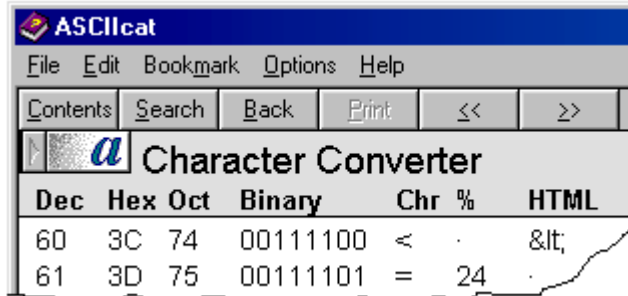 ASCIIcat
File Edit Bookmark Options Help
Contents Search Back Print << >>
a Character Converter
Dec Hex Oct Binary Chr % HTML
60 3C 74 00111100 < · &lt;
61 3D 75 00111101 = 24 ·